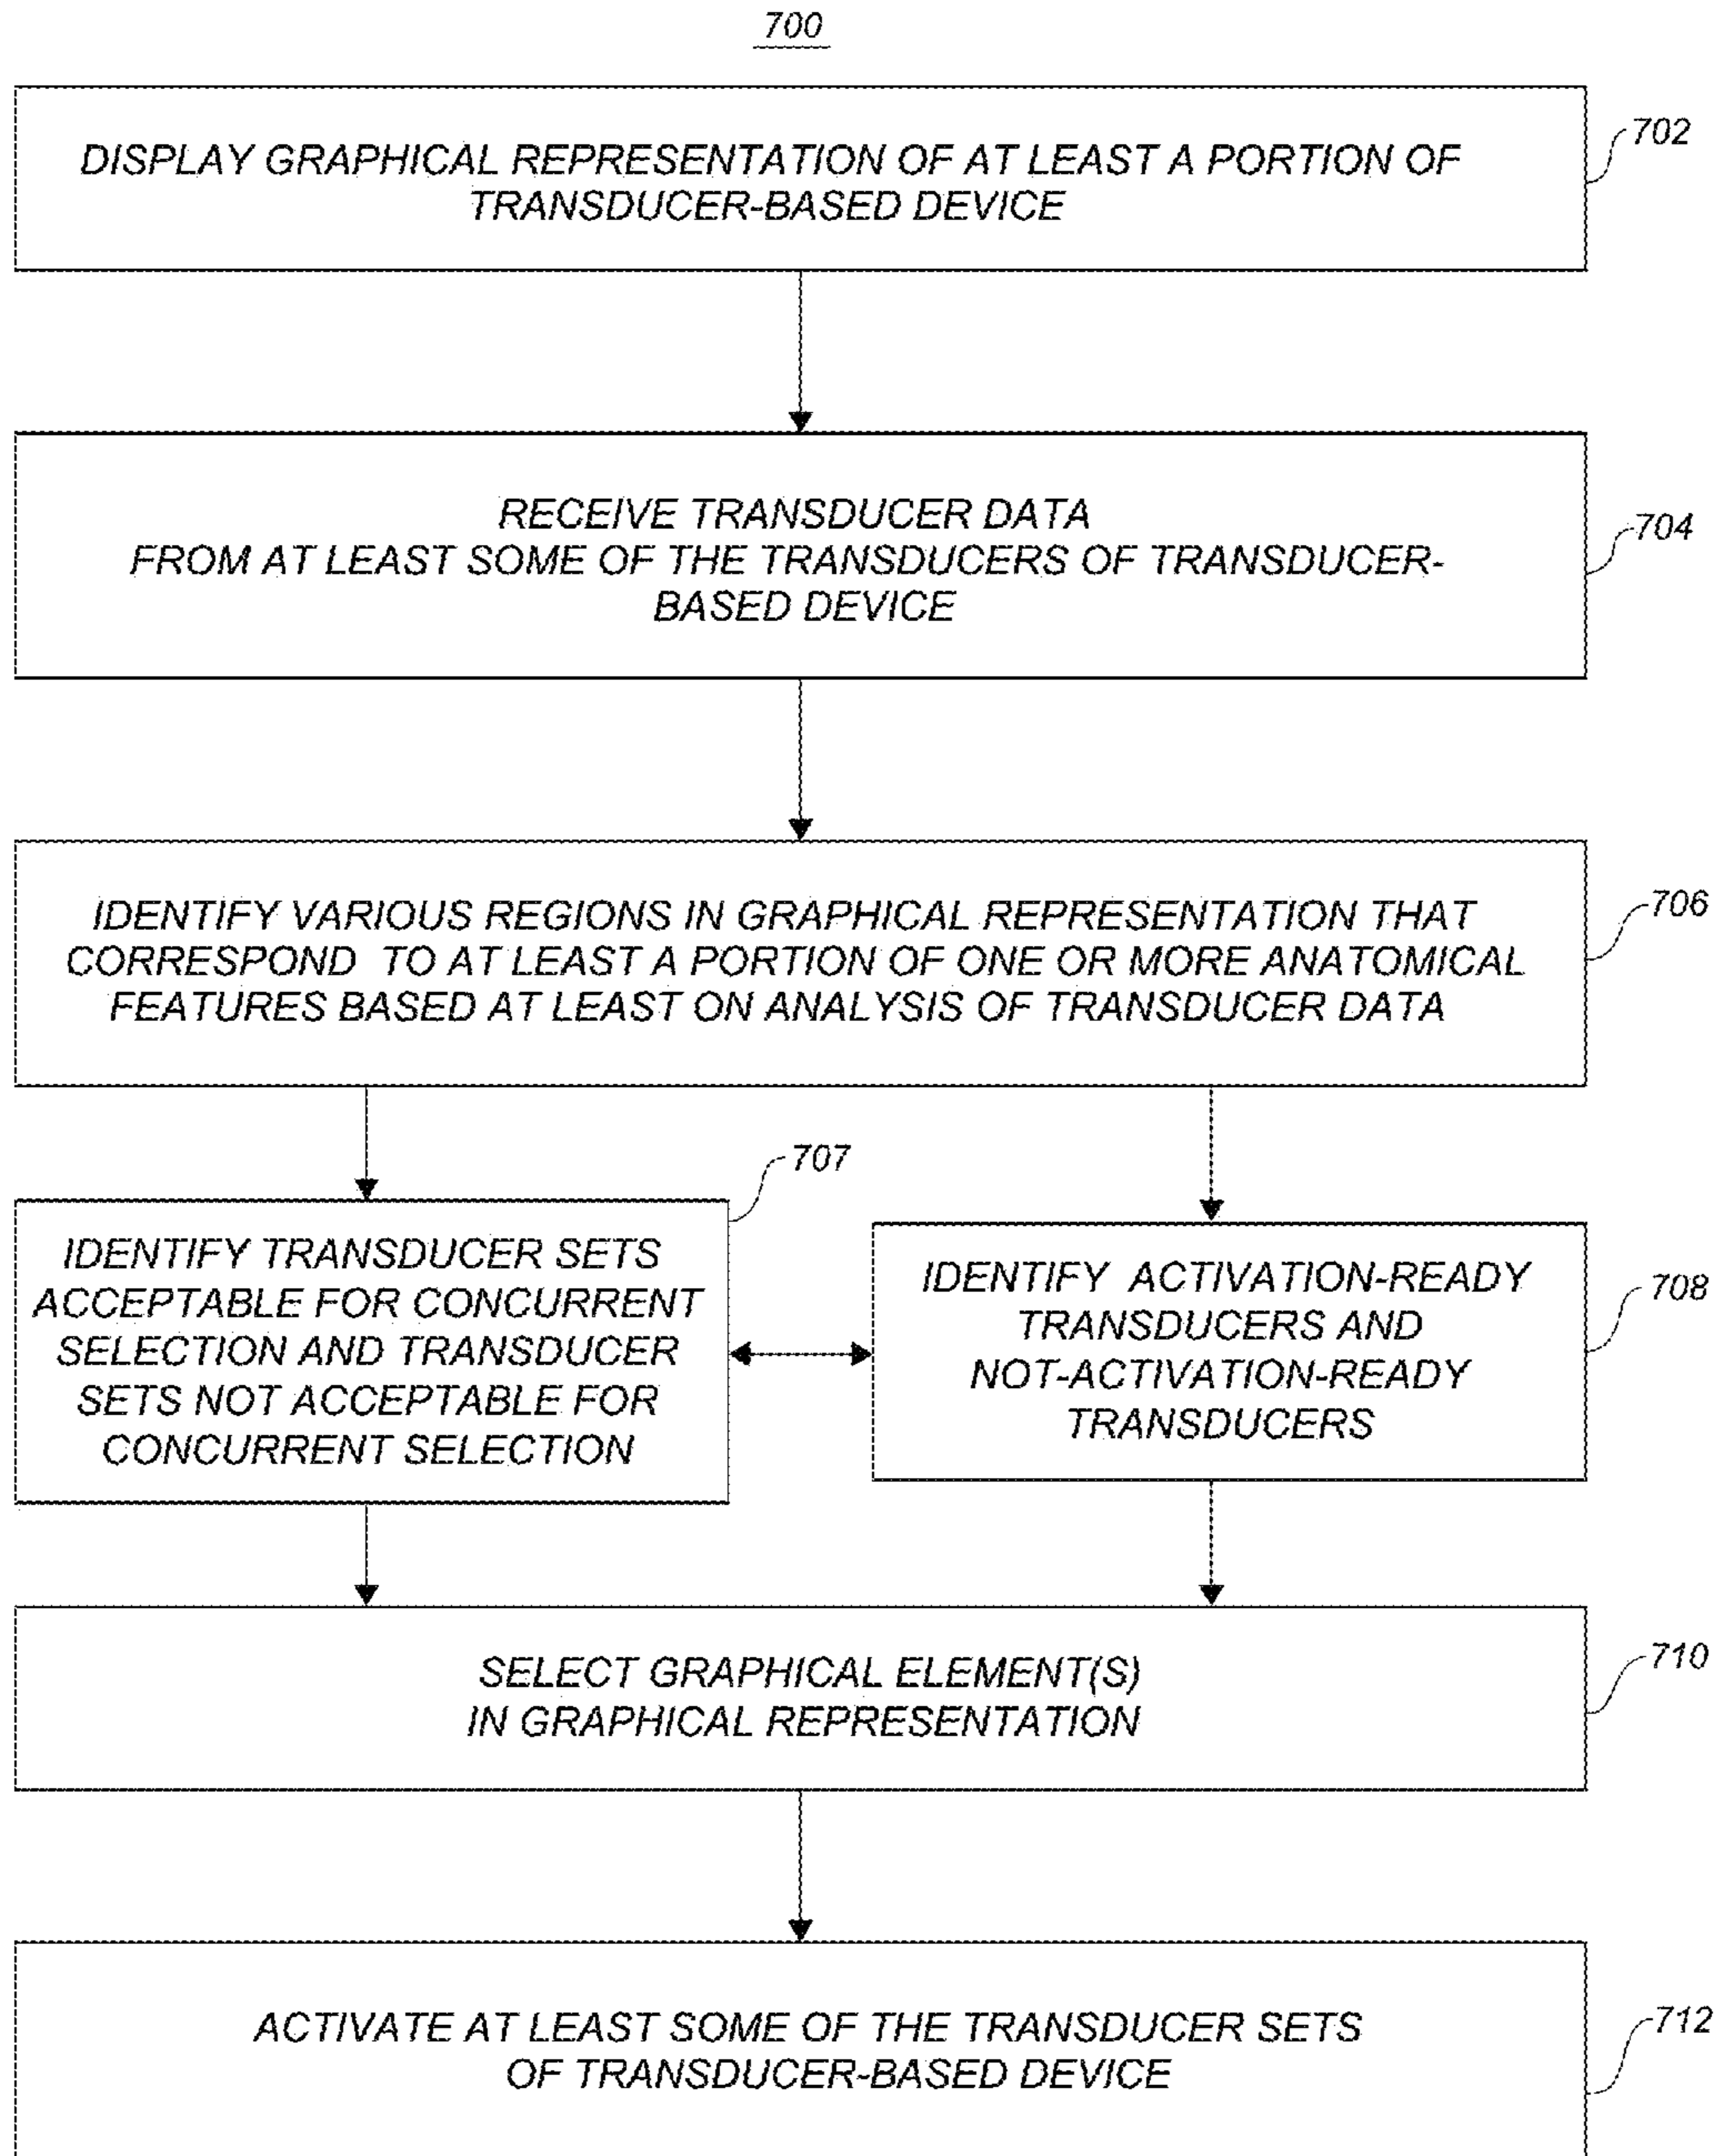 700
DISPLAY GRAPHICAL REPRESENTATION OF AT LEAST A PORTION OF
TRANSDUCER-BASED DEVICE
702
RECEIVE TRANSDUCER DATA
FROM AT LEAST SOME OF THE TRANSDUCERS OF TRANSDUCER-
BASED DEVICE
704
IDENTIFY VARIOUS REGIONS IN GRAPHICAL REPRESENTATION THAT
CORRESPOND TO AT LEAST A PORTION OF ONE OR MORE ANATOMICAL
FEATURES BASED AT LEAST ON ANALYSIS OF TRANSDUCER DATA
706
707
IDENTIFY TRANSDUCER SETS
ACCEPTABLE FOR CONCURRENT
SELECTION AND TRANSDUCER
SETS NOT ACCEPTABLE FOR
CONCURRENT SELECTION
IDENTIFY ACTIVATION-READY
TRANSDUCERS AND
NOT-ACTIVATION-READY
TRANSDUCERS
708
SELECT GRAPHICAL ELEMENT(S)
IN GRAPHICAL REPRESENTATION
710
ACTIVATE AT LEAST SOME OF THE TRANSDUCER SETS
OF TRANSDUCER-BASED DEVICE
712